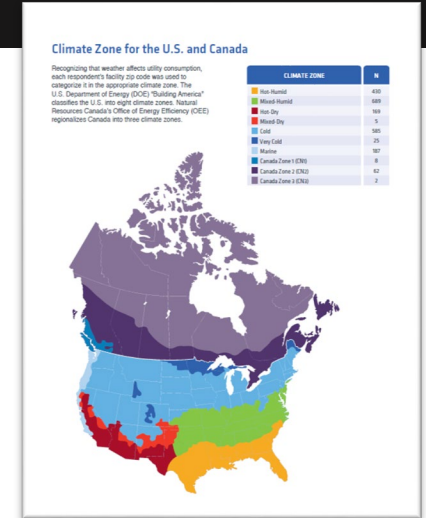 Climate Zone for the U.S. and Canada
Recognizing that weather affects utility consumption,
each respondent's facility zip code was used to
categorize it in the appropriate climate zone. The
U.S. Department of Energy (DOE) "Building America"
classifies the U.S. into eight climate zones. Natural
Resources Canada's Office of Energy Efficiency (OEE)
regionalizes Canada into three climate zones.
CLIMATE ZONE N
Hot-Humid 430
Mixed-Humid 689
Hot-Dry 169
Mixed-Dry 5
Cold 585
Very Cold 25
Marine 187
Canada Zone 1 (CN1) 8
Canada Zone 2 (CN2) 62
Canada Zone 3 (CN3) 2